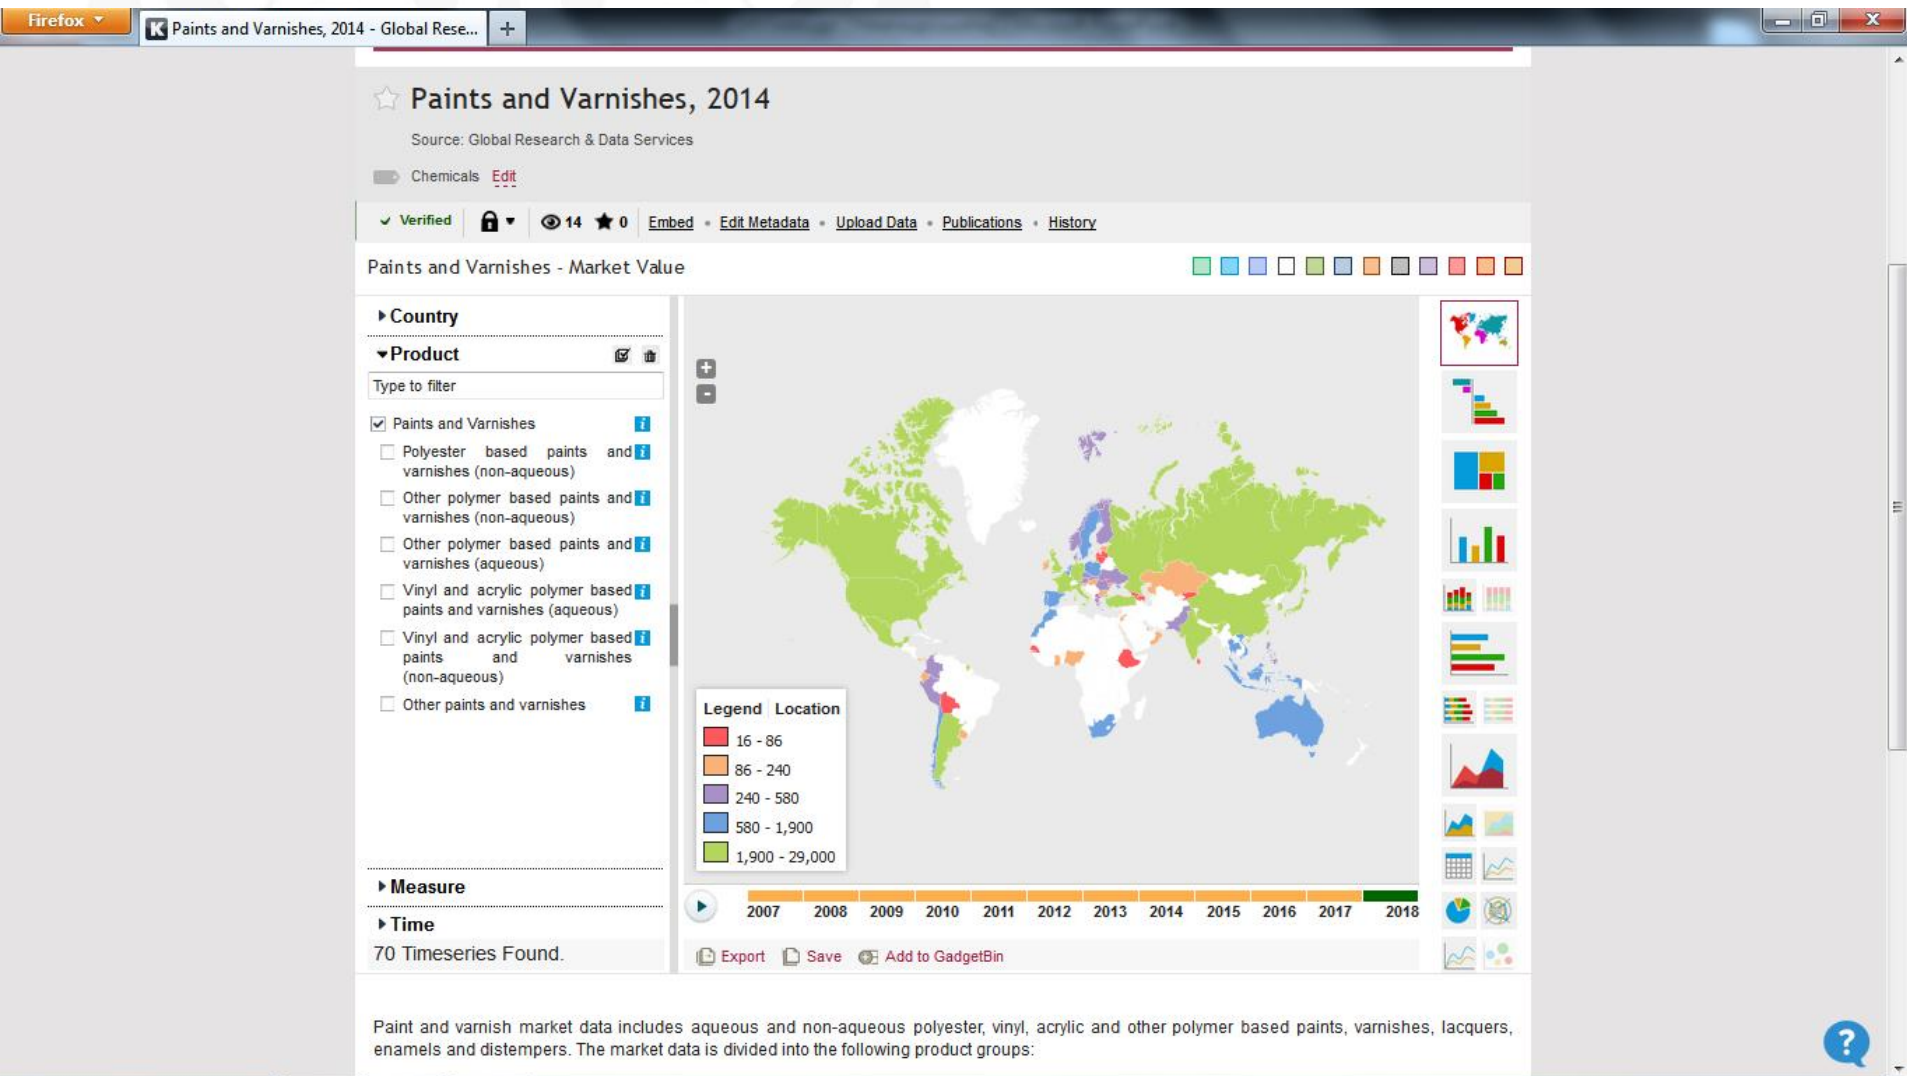 Firefox
Paints and Varnishes, 2014 - Global Rese...
Paints and Varnishes, 2014
Source: Global Research & Data Services
Chemicals Edit
Verified 14 0 Embed • Edit Metadata • Upload Data • Publications • History
Paints and Varnishes - Market Value
Country
Product
Type to filter
Paints and Varnishes
Polyester based paints and
varnishes (non-aqueous)
Other polymer based paints and
varnishes (non-aqueous)
Other polymer based paints and
varnishes (aqueous)
Vinyl and acrylic polymer based
paints and varnishes (aqueous)
Vinyl and acrylic polymer based
paints and varnishes
(non-aqueous)
Other paints and varnishes
Measure
Time
70 Timeseries Found.
Legend Location
16 - 86
86 - 240
240 - 580
580 - 1,900
1,900 - 29,000
2007 2008 2009 2010 2011 2012 2013 2014 2015 2016 2017 2018
Export Save Add to GadgetBin
Paint and varnish market data includes aqueous and non-aqueous polyester, vinyl, acrylic and other polymer based paints, varnishes, lacquers,
enamels and distempers. The market data is divided into the following product groups: